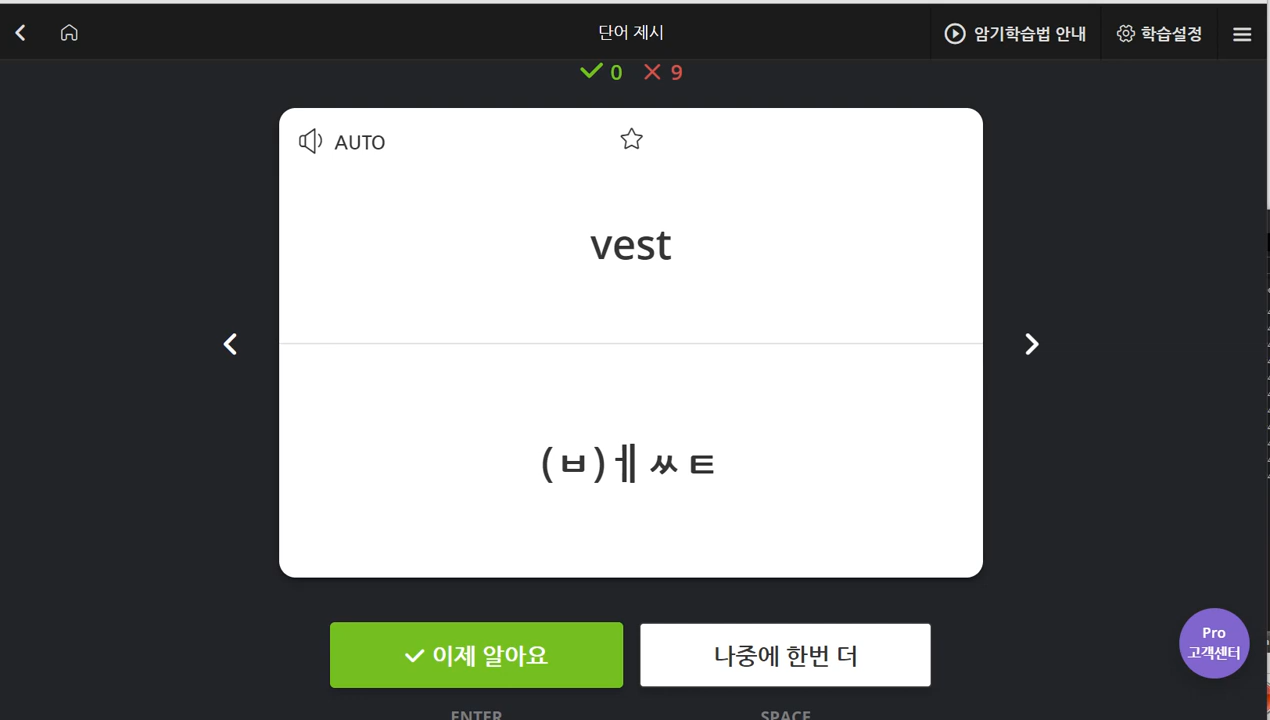 단어 제시
암기학습법 안내
학습설정
0
9
AUTO
vest
(ㅂ)ㅔㅆㅌ
이제 알아요
나중에 한번 더
Pro
고객센터
ENTER
SPACE